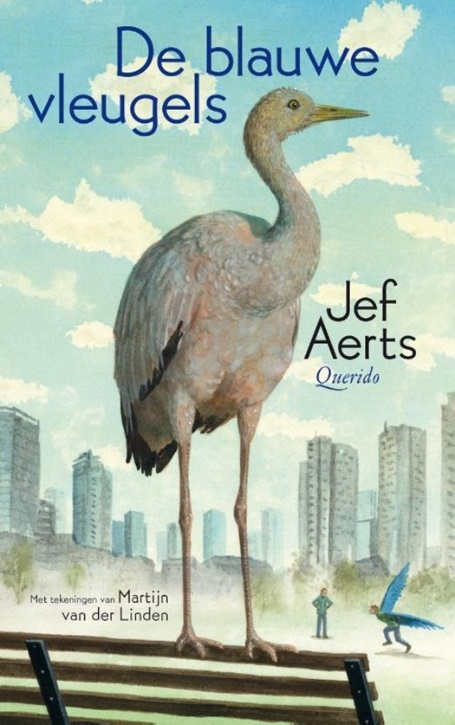 De blauwe
vleugels
Jef
Aerts
Querido
Met tekeningen van Martijn
van der Linden